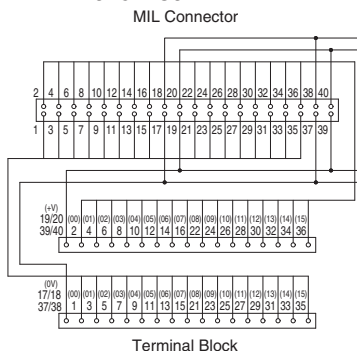 MIL Connector
2 4 6 8 10 12 14 16 18 20 22 24 26 28 30 32 34 36 38 40
1 3 5 7 9 11 13 15 17 19 21 23 25 27 29 31 33 35 37 39
(+V)
19/20 (00) (01) (02) (03) (04) (05) (06) (07) (08) (09) (10) (11) (12) (13) (14) (15)
39/40 2 4 6 8 10 12 14 16 22 24 26 28 30 32 34 36
(0V)
17/18 (00) (01) (02) (03) (04) (05) (06) (07) (08) (09) (10) (11) (12) (13) (14) (15)
37/38 1 3 5 7 9 11 13 15 21 23 25 27 29 31 33 35
Terminal Block